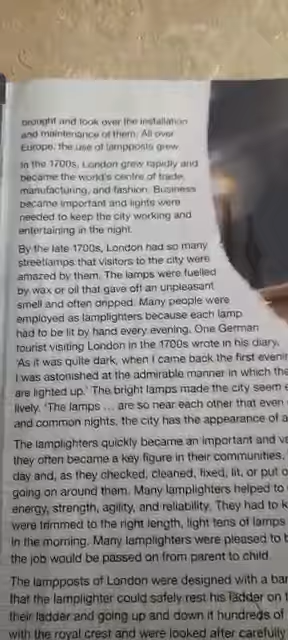 brought and took over the installation
and maintenance of them. All over
Europe, the use of lampposts grew.
In the 1700s, London grew rapidly and
became the world's centre of trade,
manufacturing, and fashion. Business
became important and lights were
needed to keep the city working and
entertaining in the night.
By the late 1700s, London had so many
streetlamps that visitors to the city were
amazed by them. The lamps were fuelled
by wax or oil that gave off an unpleasant
smell and often dripped. Many people were
employed as lamplighters because each lamp
had to be lit by hand every evening. One German
tourist visiting London in the 1700s wrote in his diary,
'As it was quite dark, when I came back the first
I was astonished at the admirable manner in which the
are lighted up.' The bright lamps made the city seem
lively. 'The lamps ... are so near each other that even
and common nights, the city has the appearance of a
The lamplighters quickly became an important and
they often became a key figure in their communities.
day and, as they checked, cleaned, fixed, lit, or put
going on around them. Many lamplighters helped to
energy, strength, agility, and reliability. They had to
were trimmed to the right length, light tens of lamps
in the morning. Many lamplighters were pleased to
the job would be passed on from parent to child.
The lampposts of London were designed with a
that the lamplighter could safely rest his ladder on
their ladder and going up and down it hundreds of
with the royal crest and were looked after carefully